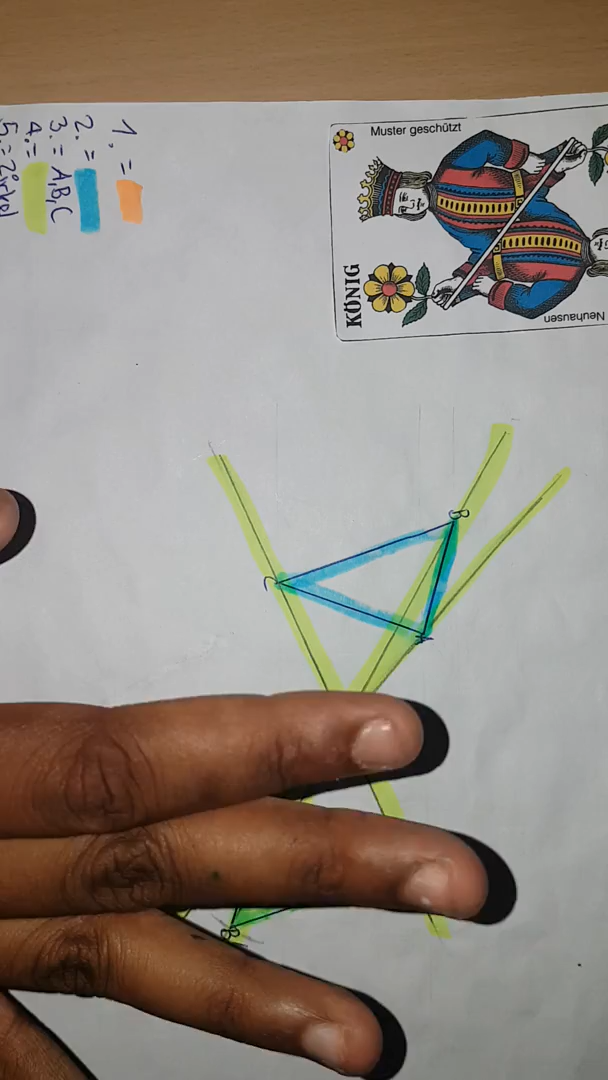 1. =
2. =
3. = A, B, C
4. =
5. = Zirkel
Muster geschützt
KÖNIG
Neuhausen
B
C
A
B